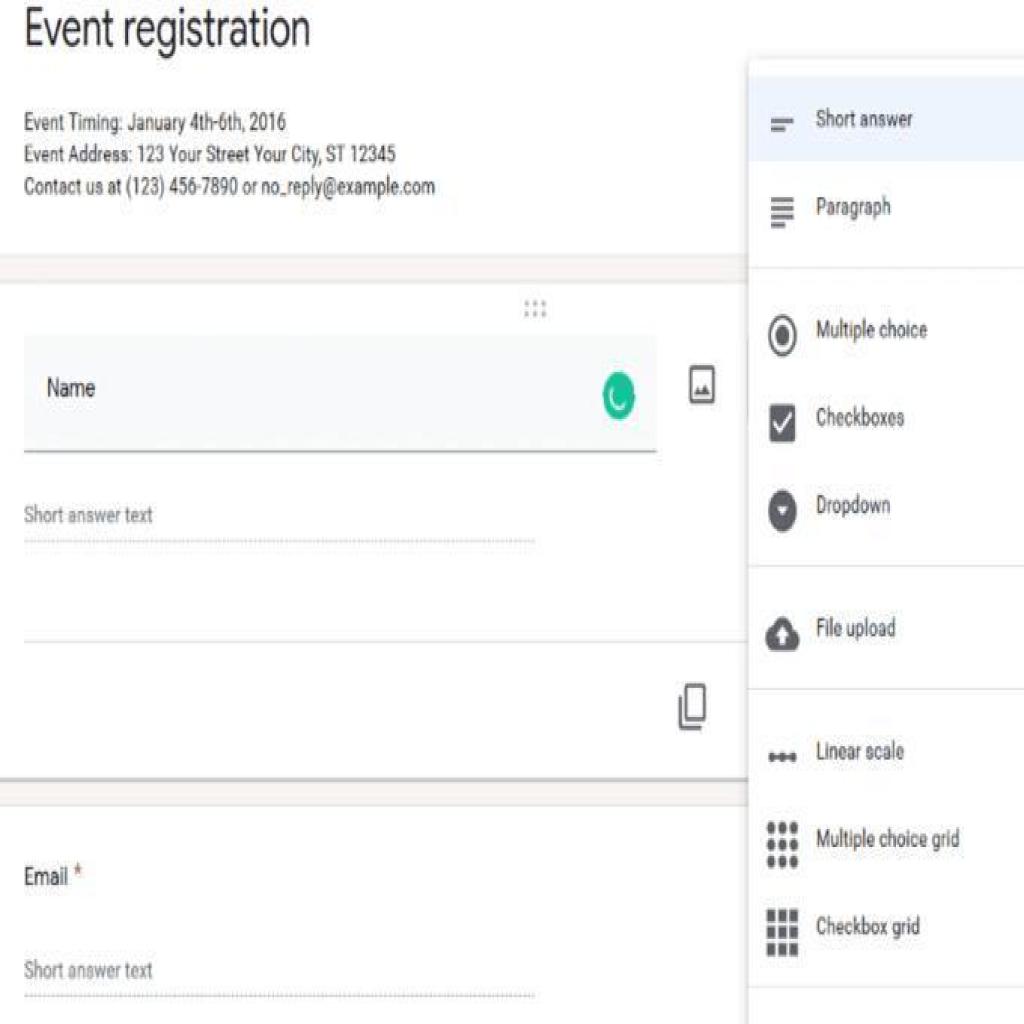 Event registration
Event Timing: January 4th-6th, 2016
Event Address: 123 Your Street Your City, ST 12345
Contact us at (123) 456-7890 or no_reply@example.com
Name
Short answer text
Email *
Short answer text
Short answer
Paragraph
Multiple choice
Checkboxes
Dropdown
File upload
Linear scale
Multiple choice grid
Checkbox grid